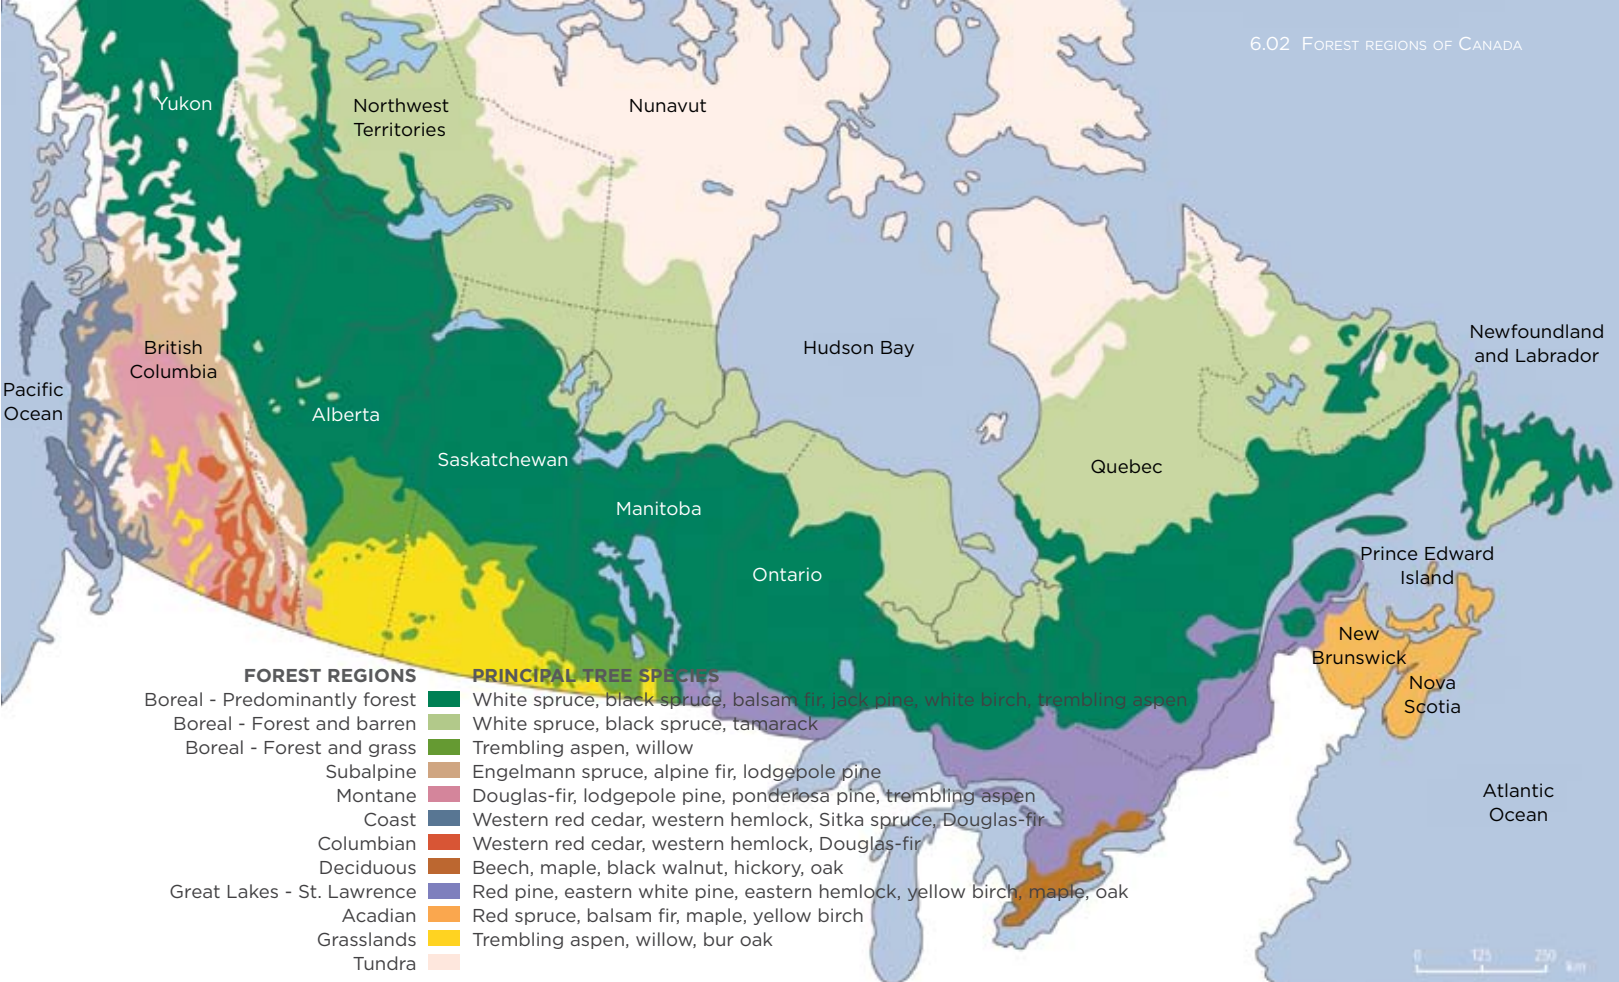 6.02 Forest regions of Canada
Yukon
Northwest
Territories
Nunavut
Hudson Bay
Newfoundland
and Labrador
British
Columbia
Pacific
Ocean
Alberta
Saskatchewan
Quebec
Manitoba
Ontario
Prince Edward
Island
New
Brunswick
Nova
Scotia
Atlantic
Ocean
FOREST REGIONS PRINCIPAL TREE SPECIES
Boreal - Predominantly forest White spruce, black spruce, balsam fir, jack pine, white birch, trembling aspen
Boreal - Forest and barren White spruce, black spruce, tamarack
Boreal - Forest and grass Trembling aspen, willow
Subalpine Engelmann spruce, alpine fir, lodgepole pine
Montane Douglas-fir, lodgepole pine, ponderosa pine, trembling aspen
Coast Western red cedar, western hemlock, Sitka spruce, Douglas-fir
Columbian Western red cedar, western hemlock, Douglas-fir
Deciduous Beech, maple, black walnut, hickory, oak
Great Lakes - St. Lawrence Red pine, eastern white pine, eastern hemlock, yellow birch, maple, oak
Acadian Red spruce, balsam fir, maple, yellow birch
Grasslands Trembling aspen, willow, bur oak
Tundra
0 125 250
km